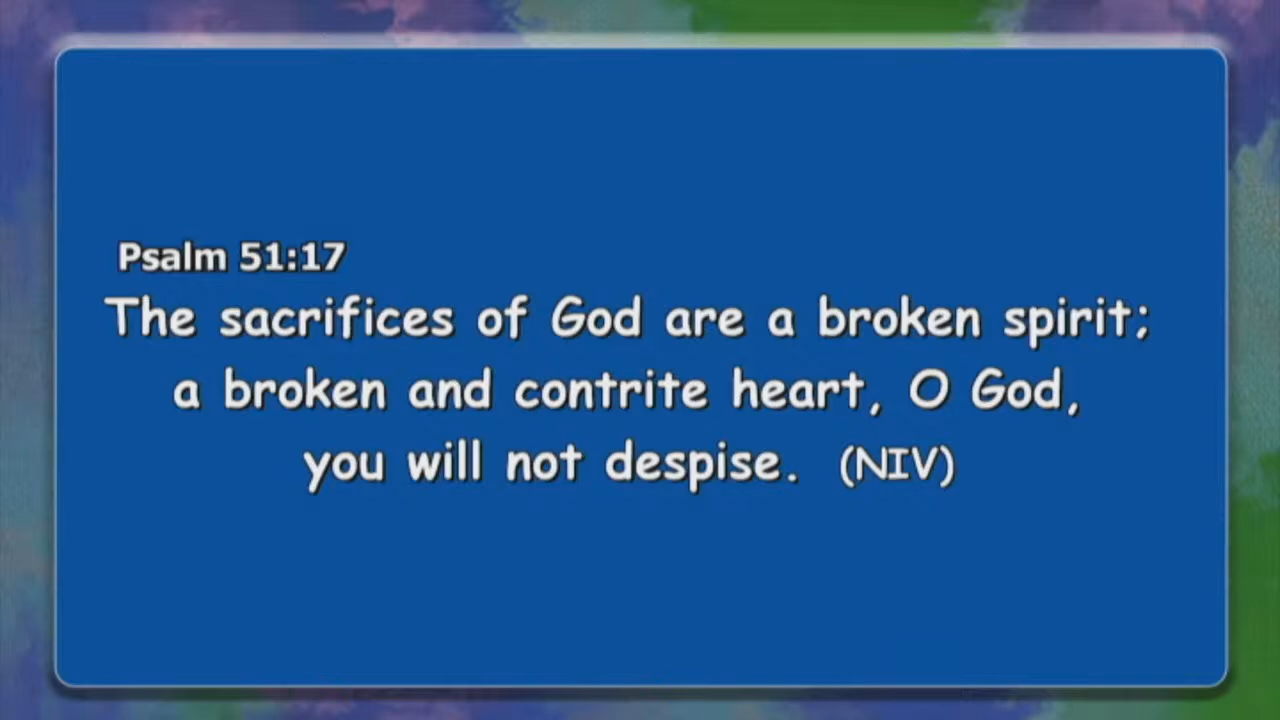 Psalm 51:17
The sacrifices of God are a broken spirit;
a broken and contrite heart, O God,
you will not despise. (NIV)